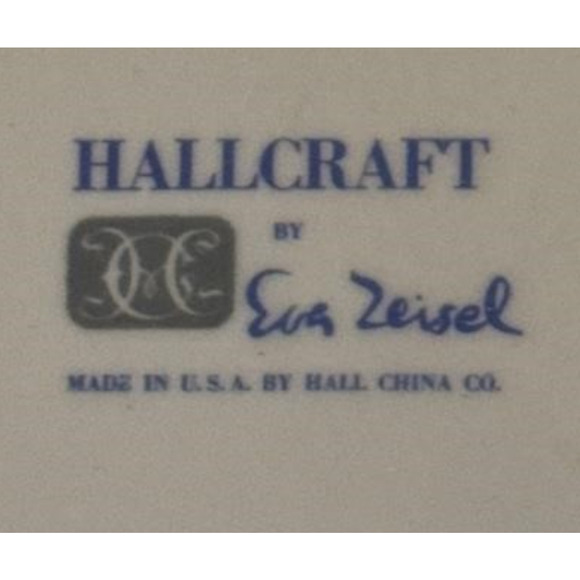 HALLCRAFT
BY
Eva Zeisel
MADE IN U.S.A. BY HALL CHINA CO.